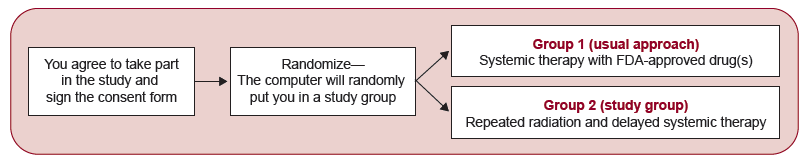 You agree to take part
in the study and
sign the consent form
Randomize—
The computer will randomly
put you in a study group
Group 1 (usual approach)
Systemic therapy with FDA-approved drug(s)
Group 2 (study group)
Repeated radiation and delayed systemic therapy